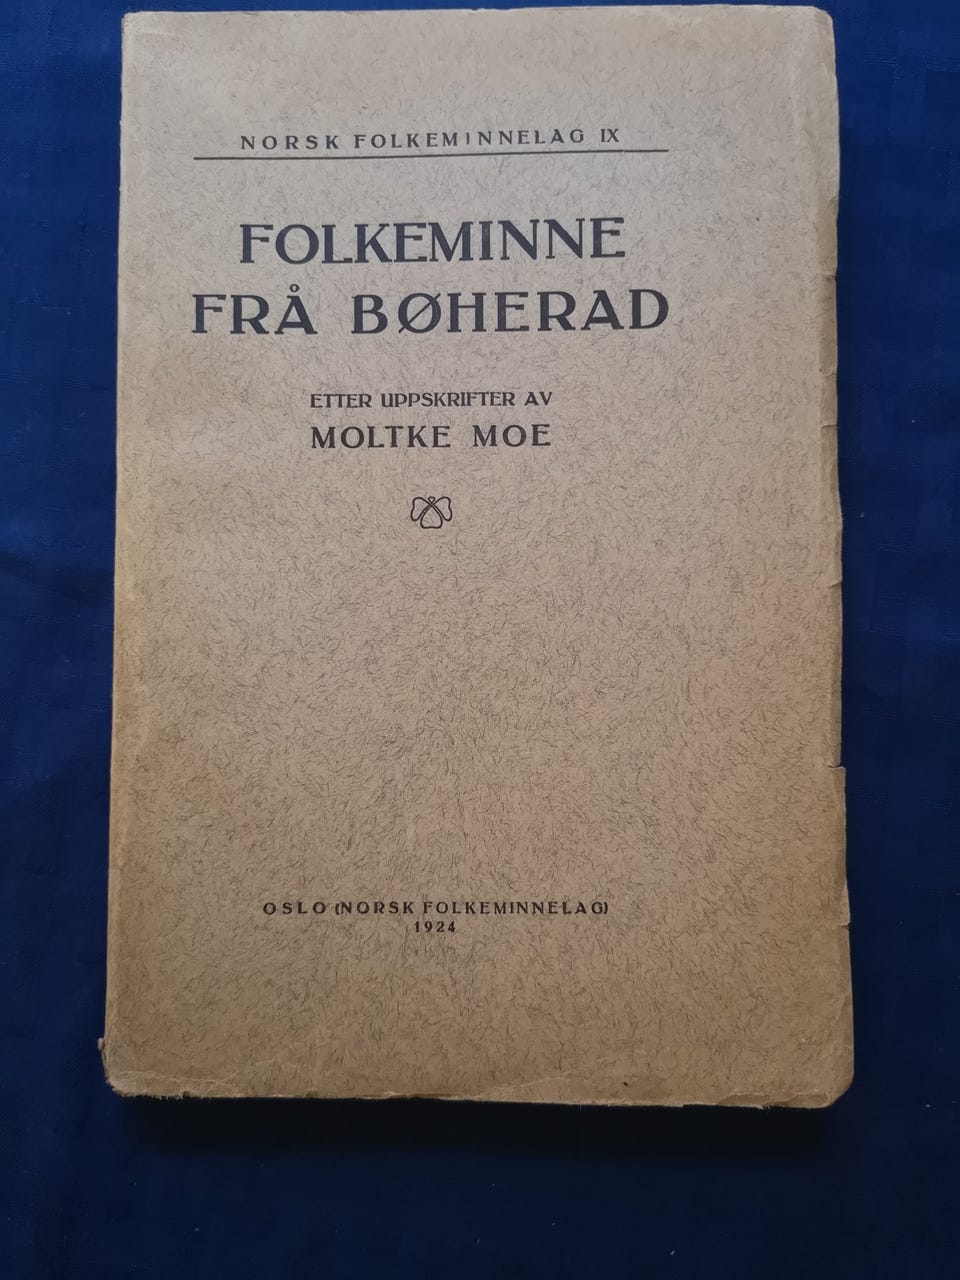 NORSK FOLKEMINNELAG IX
FOLKEMINNE
FRÅ BØHERAD
ETTER UPPSKRIFTER AV
MOLTKE MOE
OSLO (NORSK FOLKEMINNELAG)
1924